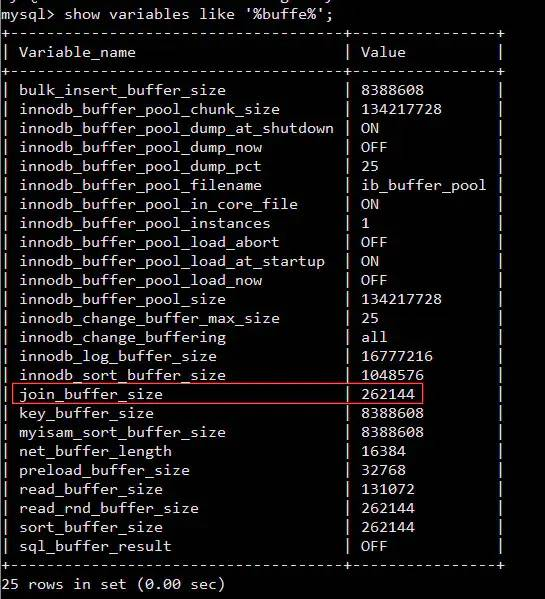 mysql> show variables like '%buffe%';
+-------------------------------------+----------------+
| Variable_name                       | Value          |
+-------------------------------------+----------------+
| bulk_insert_buffer_size             | 8388608        |
| innodb_buffer_pool_chunk_size       | 134217728      |
| innodb_buffer_pool_dump_at_shutdown | ON             |
| innodb_buffer_pool_dump_now         | OFF            |
| innodb_buffer_pool_dump_pct         | 25             |
| innodb_buffer_pool_filename         | ib_buffer_pool |
| innodb_buffer_pool_in_core_file     | ON             |
| innodb_buffer_pool_instances        | 1              |
| innodb_buffer_pool_load_abort       | OFF            |
| innodb_buffer_pool_load_at_startup  | ON             |
| innodb_buffer_pool_load_now         | OFF            |
| innodb_buffer_pool_size             | 134217728      |
| innodb_change_buffer_max_size       | 25             |
| innodb_change_buffering             | all            |
| innodb_log_buffer_size              | 16777216       |
| innodb_sort_buffer_size             | 1048576        |
| join_buffer_size                    | 262144         |
| key_buffer_size                     | 8388608        |
| myisam_sort_buffer_size             | 8388608        |
| net_buffer_length                   | 16384          |
| preload_buffer_size                 | 32768          |
| read_buffer_size                    | 131072         |
| read_rnd_buffer_size                | 262144         |
| sort_buffer_size                    | 262144         |
| sql_buffer_result                   | OFF            |
+-------------------------------------+----------------+
25 rows in set (0.00 sec)